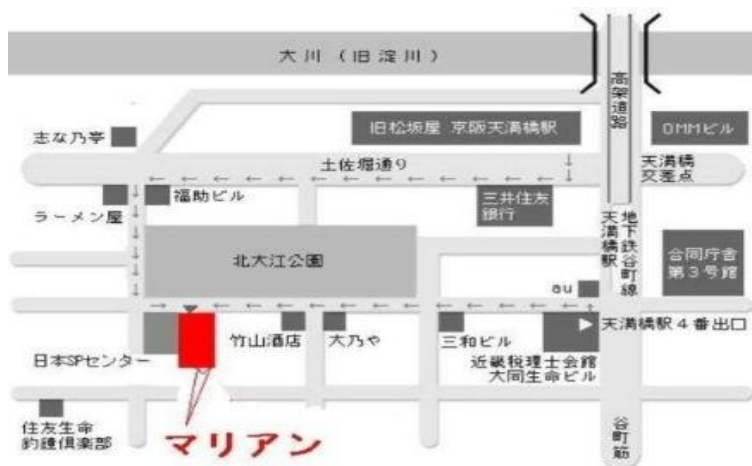 大川（旧淀川）
高架道路
志な乃亭
旧松坂屋 京阪天満橋駅
OMMビル
土佐堀通り
天満橋
交差点
ラーメン屋
福助ビル
三井住友
銀行
地下鉄谷町線
天満橋駅
北大江公園
合同庁舎
第3号館
au
日本SPセンター
竹山酒店
大乃や
三和ビル
天満橋駅4番出口
近畿税理士会館
大同生命ビル
住友生命
釣鐘倶楽部
マリアン
谷町筋